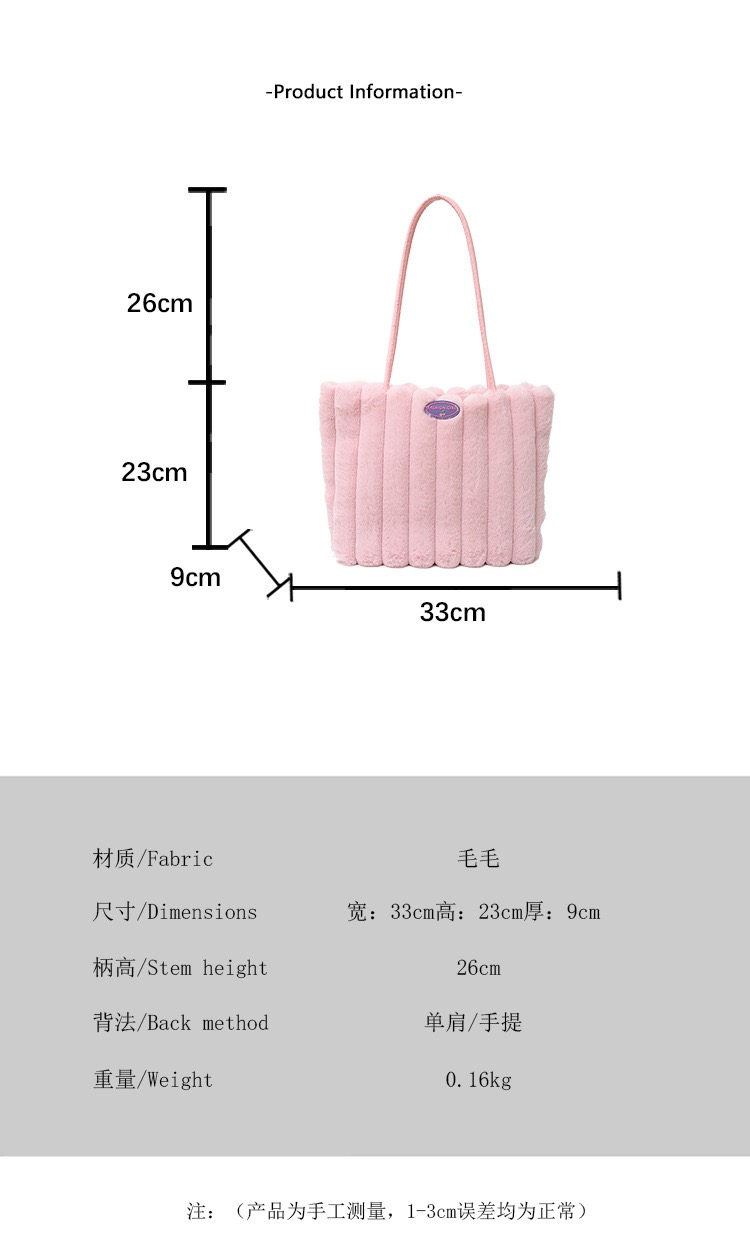 -Product Information-
26cm
23cm
9cm
33cm
材质/Fabric 毛毛
尺寸/Dimensions 宽：33cm高：23cm厚：9cm
柄高/Stem height 26cm
背法/Back method 单肩/手提
重量/Weight 0.16kg
注：（产品为手工测量，1-3cm误差均为正常）